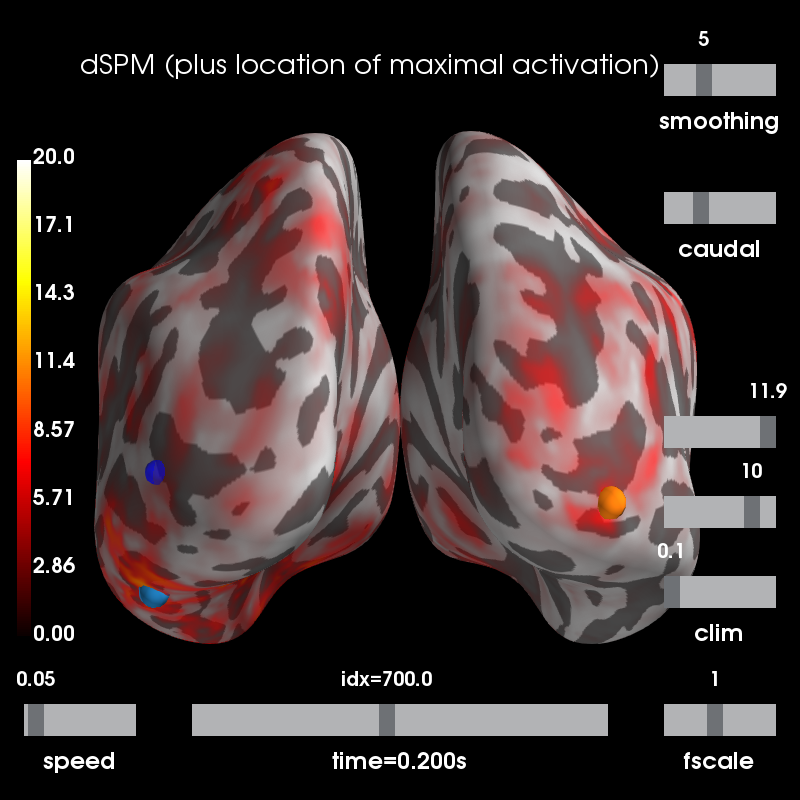 dSPM (plus location of maximal activation)
5
smoothing
caudal
20.0
17.1
14.3
11.4
8.57
5.71
2.86
0.00
11.9
10
0.1
clim
0.05
speed
idx=700.0
time=0.200s
1
fscale